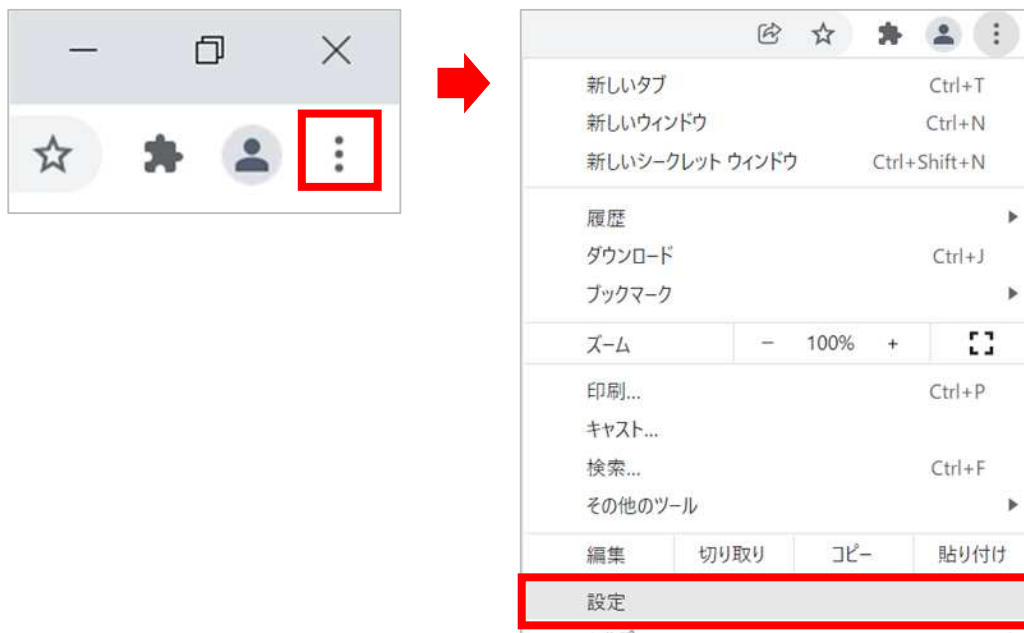 新しいタブ Ctrl+T
新しいウィンドウ Ctrl+N
新しいシークレット ウィンドウ Ctrl+Shift+N
履歴
ダウンロード Ctrl+J
ブックマーク
ズーム － 100% +
印刷... Ctrl+P
キャスト...
検索... Ctrl+F
その他のツール
編集 切り取り コピー 貼り付け
設定